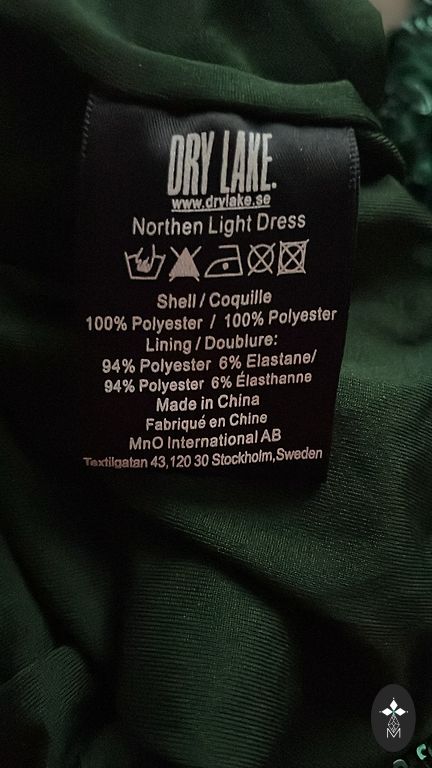 DRY LAKE.
www.drylake.se
Northen Light Dress
Shell / Coquille
100% Polyester / 100% Polyester
Lining / Doublure:
94% Polyester 6% Elastane/
94% Polyester 6% Élasthanne
Made in China
Fabriqué en Chine
MnO International AB
Textilgatan 43,120 30 Stockholm,Sweden
M